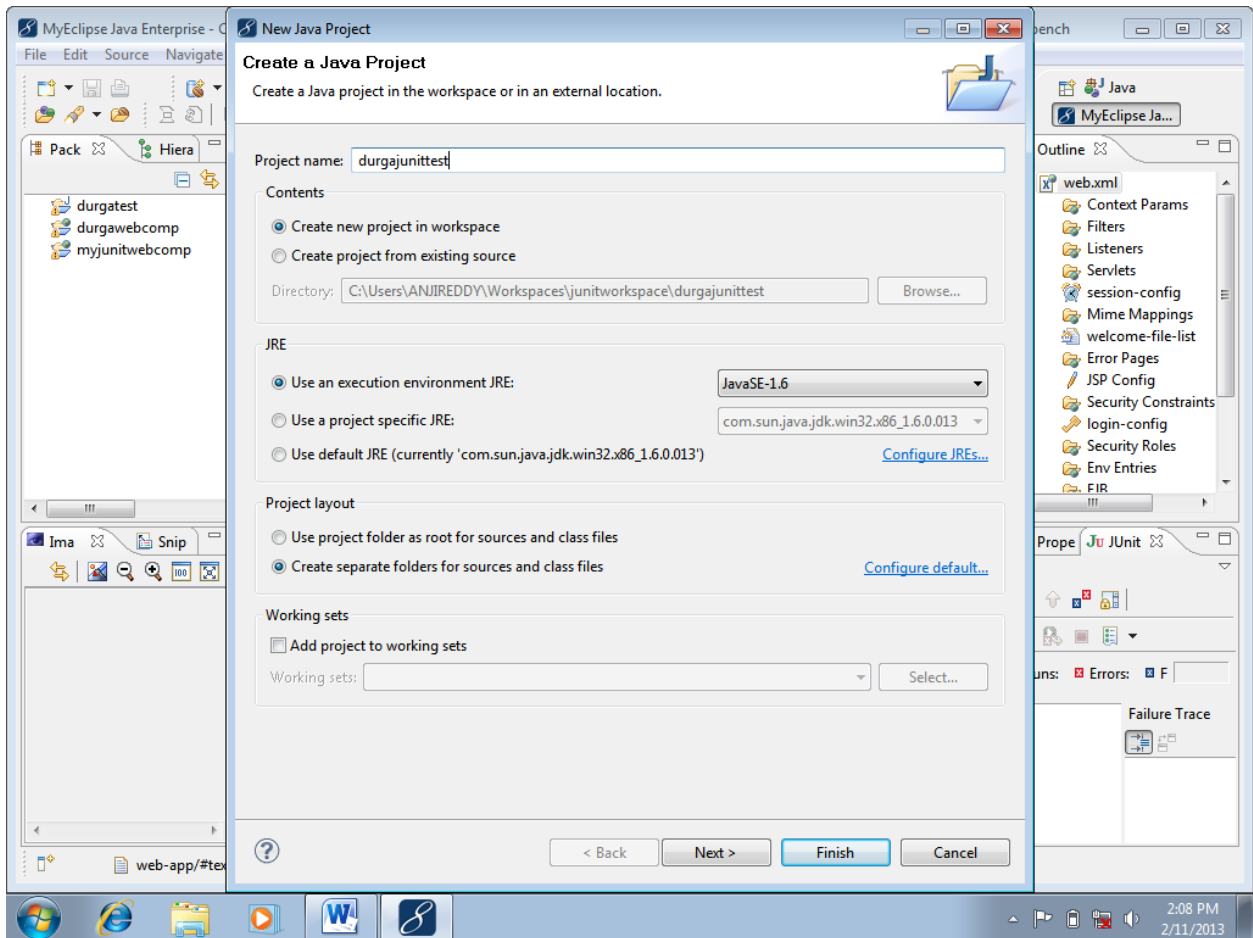 MyEclipse Java Enterprise - C
File Edit Source Navigate
Pack Hiera
durgatest
durgawebcomp
myjunitwebcomp
Ima Snip
web-app/#tex
New Java Project
Create a Java Project
Create a Java project in the workspace or in an external location.
Project name: durgajunittest
Contents
Create new project in workspace
Create project from existing source
Directory: C:\Users\ANJIREDDY\Workspaces\junitworkspace\durgajunittest Browse...
JRE
Use an execution environment JRE: JavaSE-1.6
Use a project specific JRE: com.sun.java.jdk.win32.x86_1.6.0.013
Use default JRE (currently 'com.sun.java.jdk.win32.x86_1.6.0.013') Configure JREs...
Project layout
Use project folder as root for sources and class files
Create separate folders for sources and class files Configure default...
Working sets
Add project to working sets
Working sets: Select...
? < Back Next > Finish Cancel
bench
Java
MyEclipse Ja...
Outline
web.xml
Context Params
Filters
Listeners
Servlets
session-config
Mime Mappings
welcome-file-list
Error Pages
JSP Config
Security Constraints
login-config
Security Roles
Env Entries
EJB
Prope JU JUnit
uns: Errors: F
Failure Trace
2:08 PM
2/11/2013